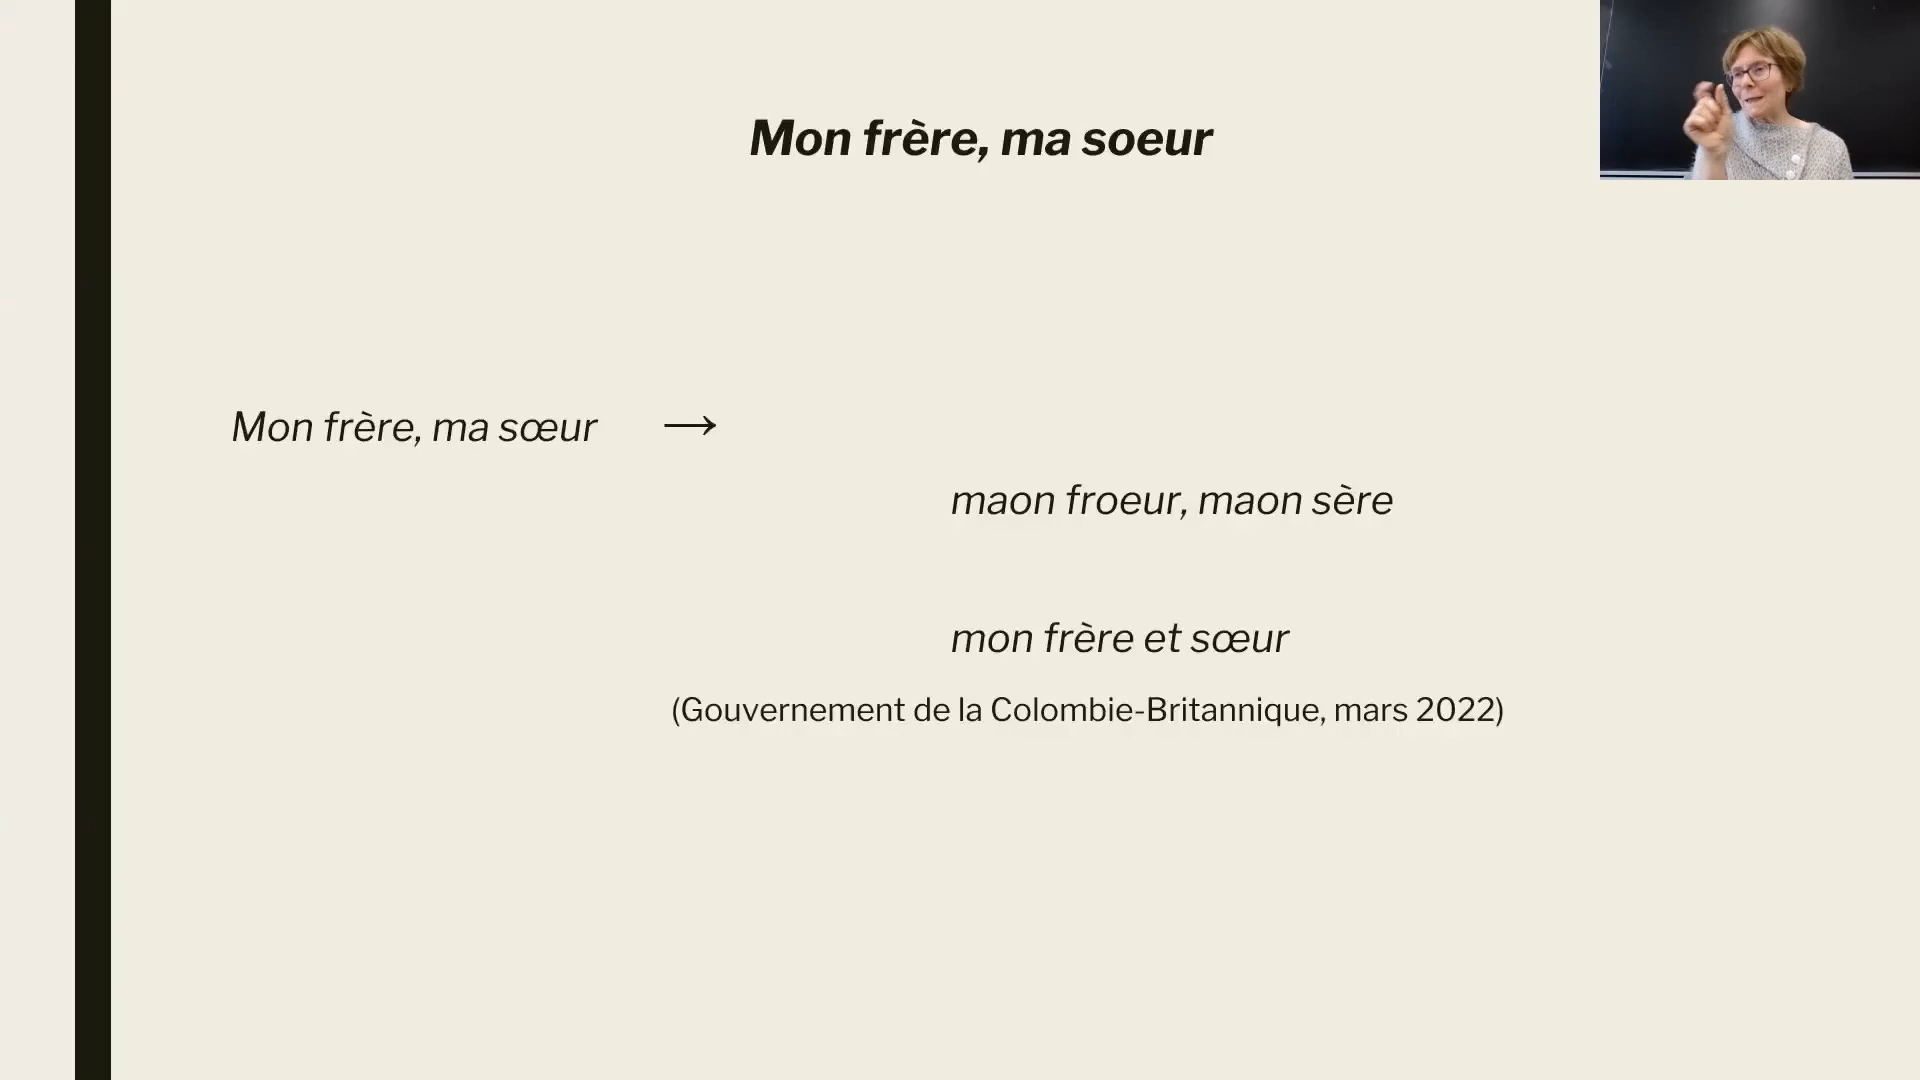 Mon frère, ma soeur
Mon frère, ma sœur →
maon froeur, maon sère
mon frère et sœur
(Gouvernement de la Colombie-Britannique, mars 2022)